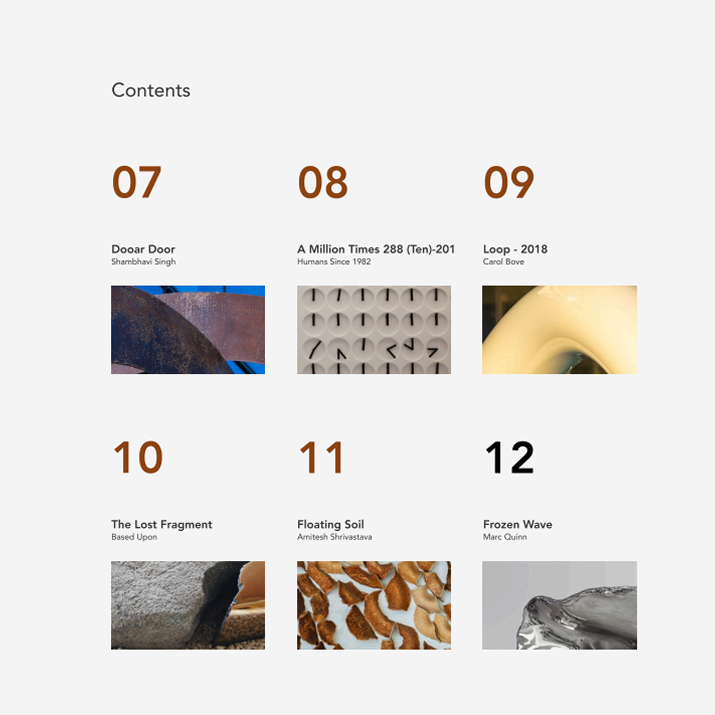 Contents
07
08
09
Dooar Door
Shambhavi Singh
A Million Times 288 (Ten)-201
Humans Since 1982
Loop - 2018
Carol Bove
10
11
12
The Lost Fragment
Based Upon
Floating Soil
Amitesh Shrivastava
Frozen Wave
Marc Quinn